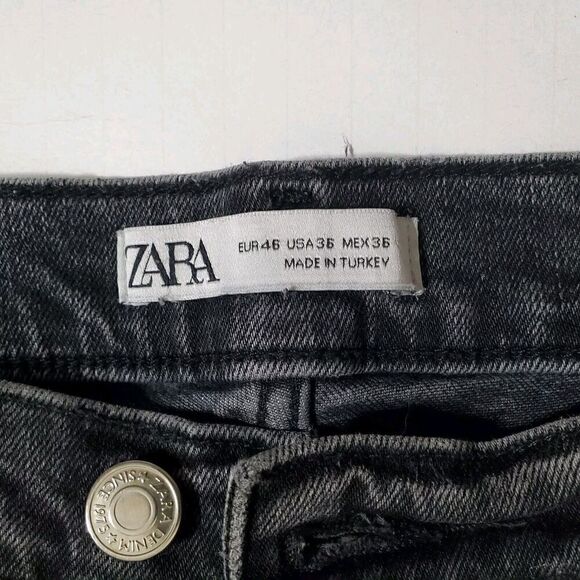 ZARA
EUR46 USA36 MEX36
MADE IN TURKEY
ZARA DENIM
SINCE 1975